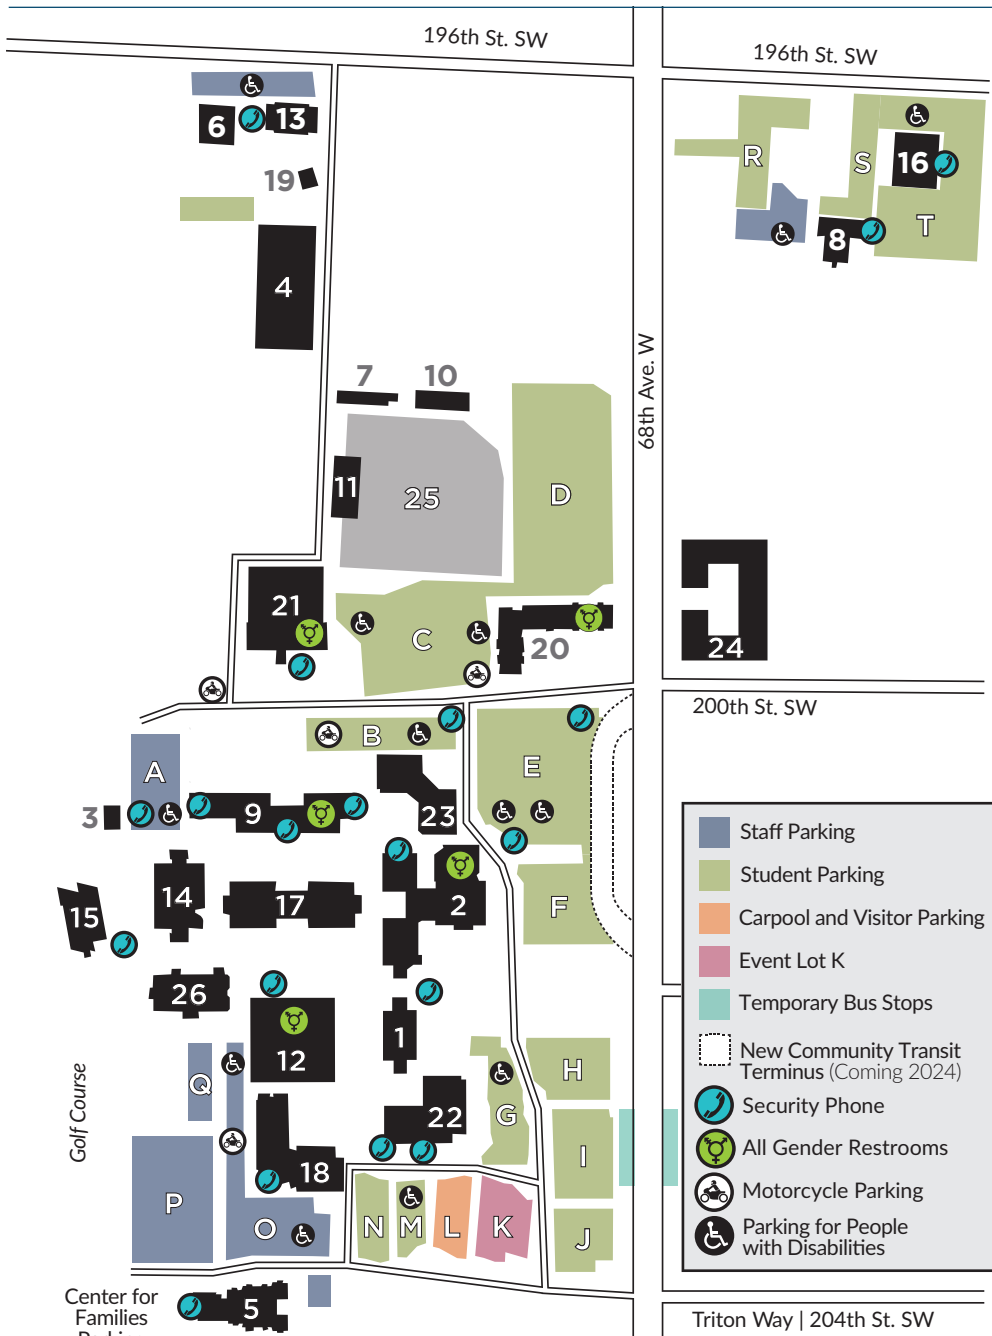 196th St. SW
196th St. SW
6
13
19
4
R
S
16
T
8
68th Ave. W
7
10
11
25
D
21
C
20
24
200th St. SW
A
B
E
3
9
23
14
17
2
F
15
26
12
1
Q
H
G
22
I
Golf Course
18
P
O
N
M
L
K
J
5
Center for
Families
Staff Parking
Student Parking
Carpool and Visitor Parking
Event Lot K
Temporary Bus Stops
New Community Transit
Terminus (Coming 2024)
Security Phone
All Gender Restrooms
Motorcycle Parking
Parking for People
with Disabilities
Triton Way | 204th St. SW